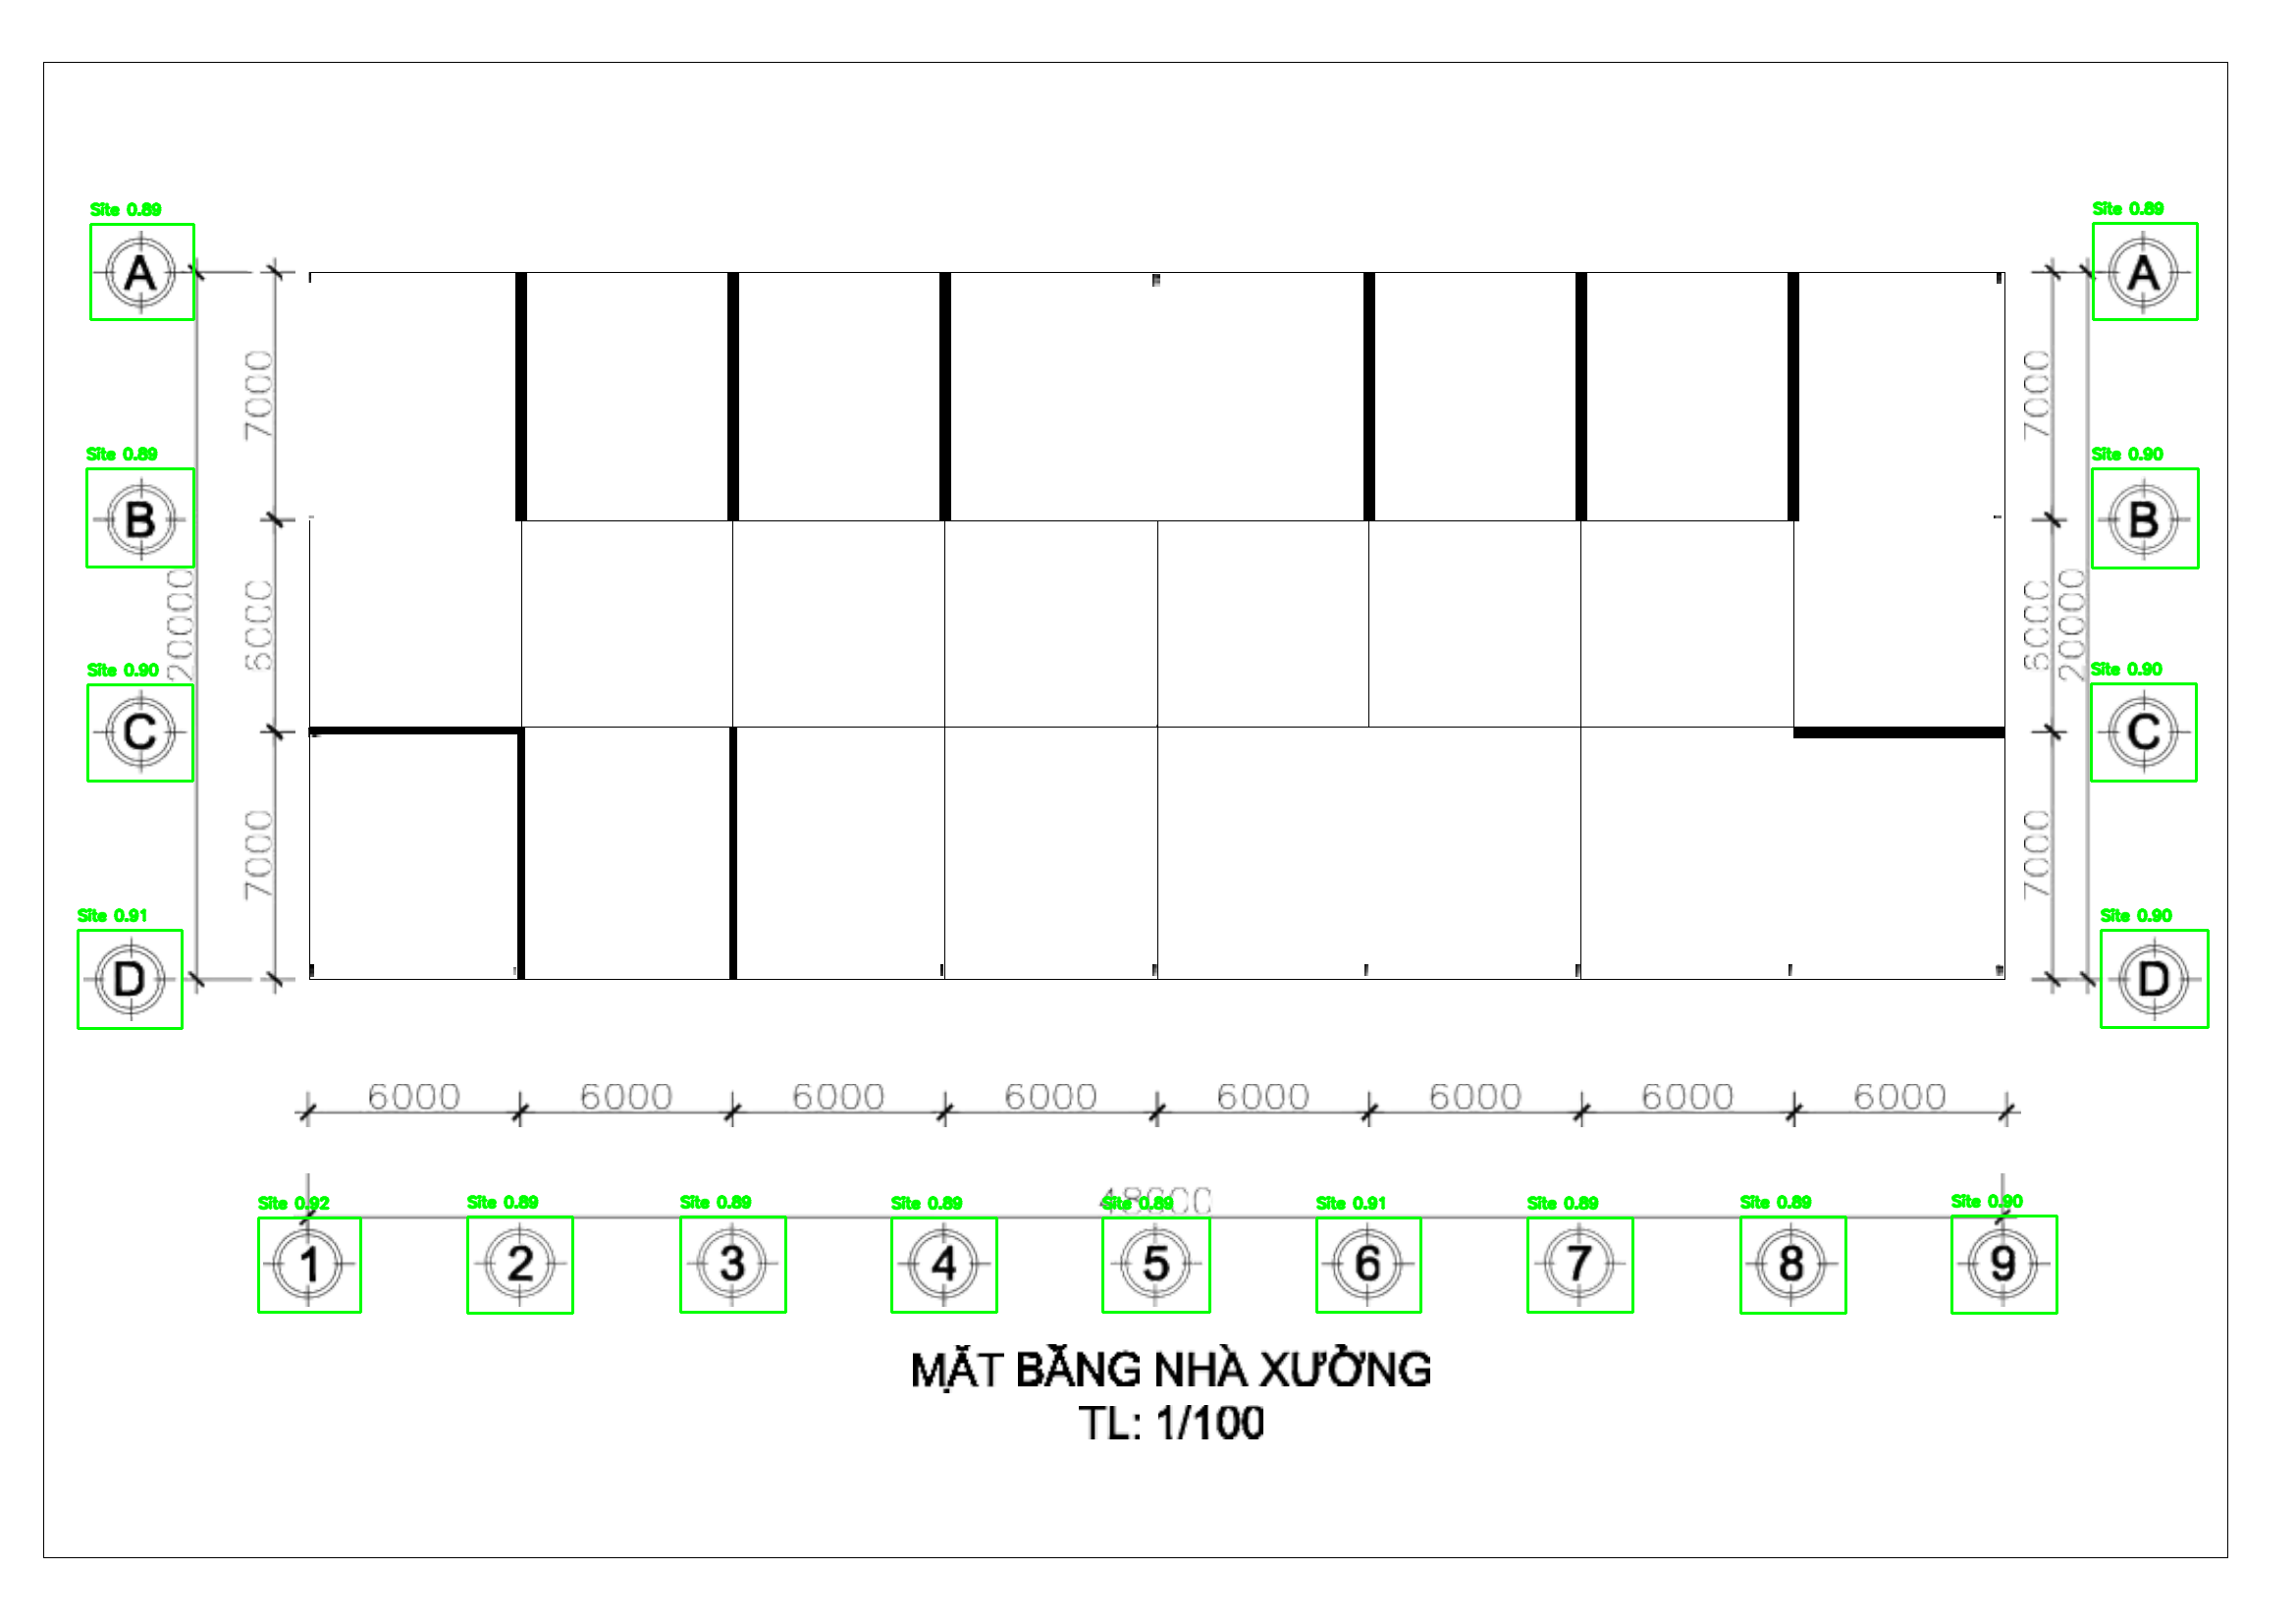 Site 0.89
Site 0.89
A
A
7000
7000
Site 0.89
Site 0.90
B
B
20000
6000
6000
20000
Site 0.90
Site 0.90
C
C
7000
7000
Site 0.91
Site 0.90
D
D
6000 6000 6000 6000 6000 6000 6000 6000
48000
Site 0.92 Site 0.89 Site 0.89 Site 0.89 Site 0.89 Site 0.91 Site 0.89 Site 0.89 Site 0.90
1 2 3 4 5 6 7 8 9
MẶT BẰNG NHÀ XƯỞNG
TL: 1/100